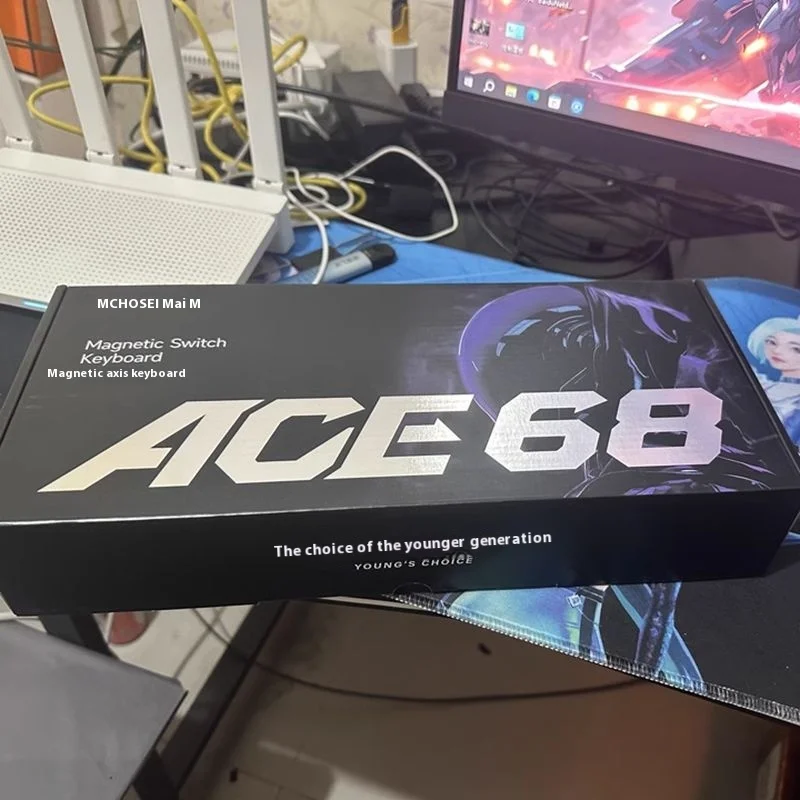 MCHOSEI Mai M
Magnetic Switch
Keyboard
Magnetic axis keyboard
ACE 68
The choice of the younger generation
YOUNG'S CHOICE